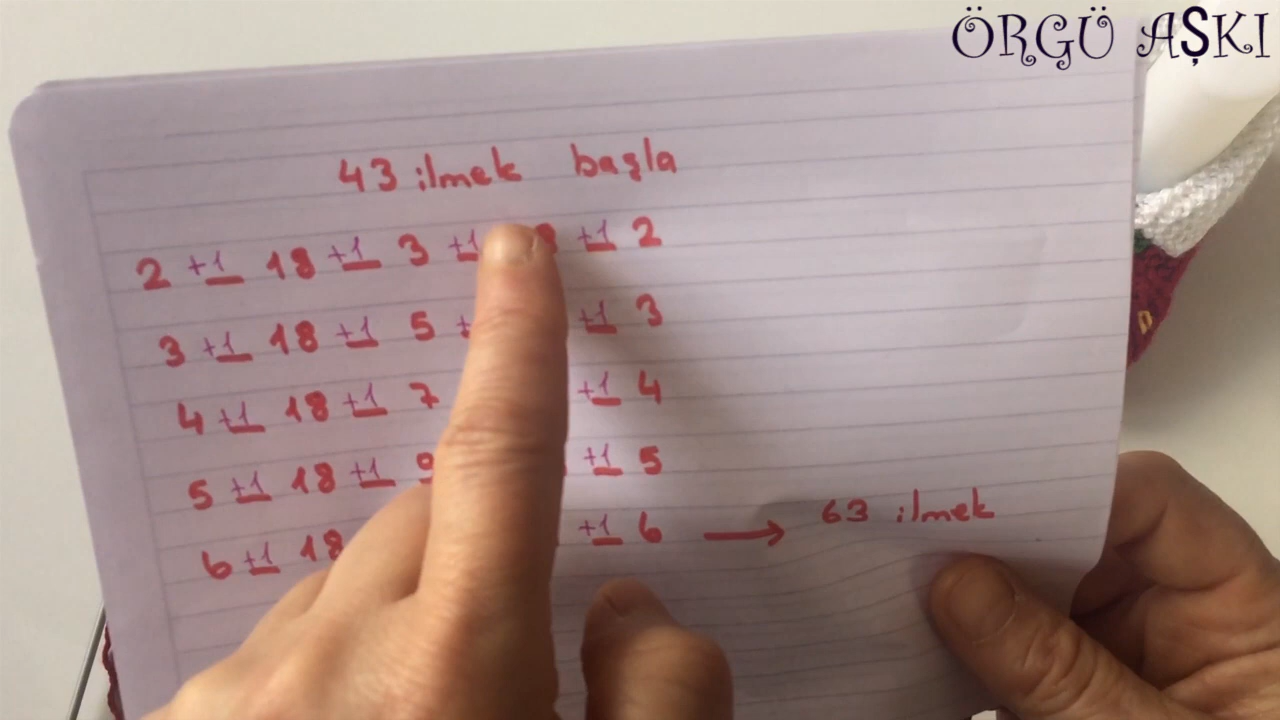 ÖRGÜ AŞKI
43 ilmek başla
2 +1 18 +1 3 +1 +1 2
3 +1 18 +1 5 +1 3
4 +1 18 +1 7 +1 4
5 +1 18 +1 9 +1 5
6 +1 18 +1 6 → 63 ilmek